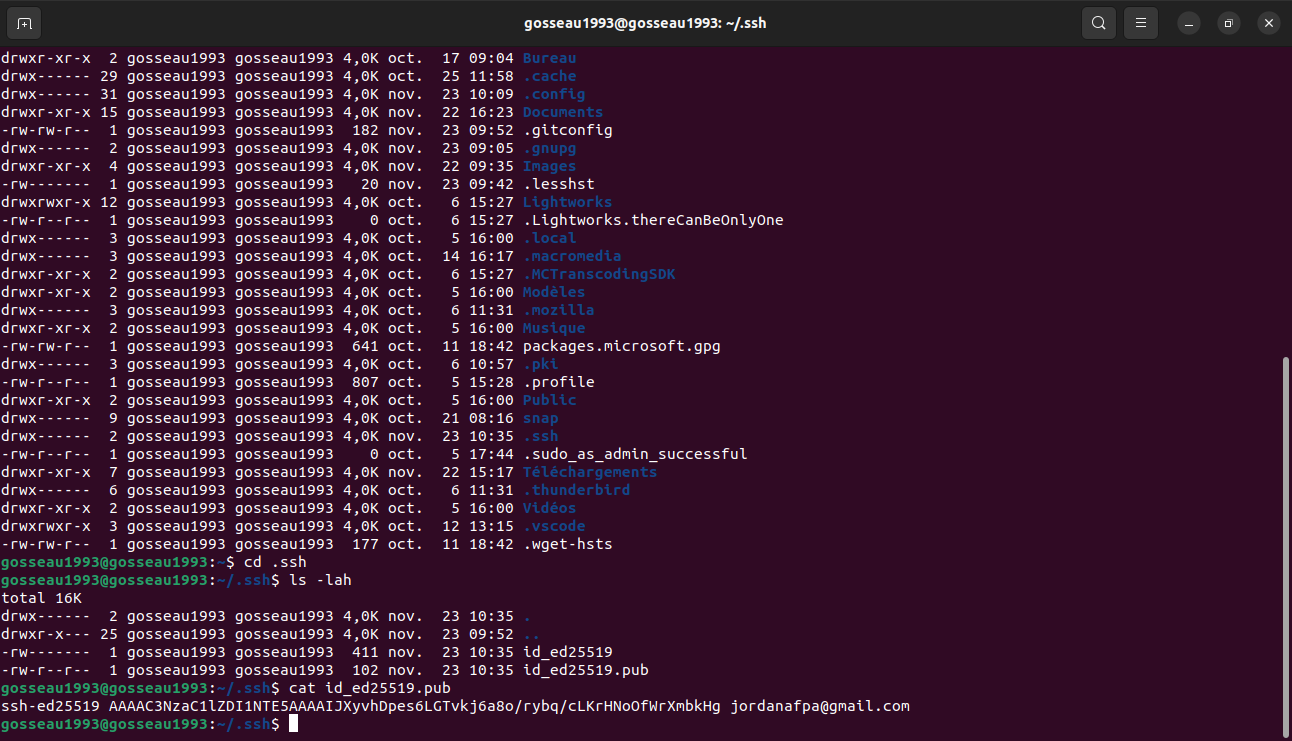 gosseau1993@gosseau1993: ~/.ssh
drwxr-xr-x  2 gosseau1993 gosseau1993 4,0K oct.  17 09:04 Bureau
drwx------ 29 gosseau1993 gosseau1993 4,0K oct.  25 11:58 .cache
drwx------ 31 gosseau1993 gosseau1993 4,0K nov.  23 10:09 .config
drwxr-xr-x 15 gosseau1993 gosseau1993 4,0K nov.  22 16:23 Documents
-rw-rw-r--  1 gosseau1993 gosseau1993  182 nov.  23 09:52 .gitconfig
drwx------  2 gosseau1993 gosseau1993 4,0K nov.  23 09:05 .gnupg
drwxr-xr-x  4 gosseau1993 gosseau1993 4,0K nov.  22 09:35 Images
-rw-------  1 gosseau1993 gosseau1993   20 nov.  23 09:42 .lesshst
drwxrwxr-x 12 gosseau1993 gosseau1993 4,0K oct.   6 15:27 Lightworks
-rw-r--r--  1 gosseau1993 gosseau1993    0 oct.   6 15:27 .Lightworks.thereCanBeOnlyOne
drwx------  3 gosseau1993 gosseau1993 4,0K oct.   5 16:00 .local
drwx------  3 gosseau1993 gosseau1993 4,0K oct.  14 16:17 .macromedia
drwxr-xr-x  2 gosseau1993 gosseau1993 4,0K oct.   6 15:27 .MCTranscodingSDK
drwxr-xr-x  2 gosseau1993 gosseau1993 4,0K oct.   5 16:00 Modèles
drwx------  3 gosseau1993 gosseau1993 4,0K oct.   6 11:31 .mozilla
drwxr-xr-x  2 gosseau1993 gosseau1993 4,0K oct.   5 16:00 Musique
-rw-rw-r--  1 gosseau1993 gosseau1993  641 oct.  11 18:42 packages.microsoft.gpg
drwx------  3 gosseau1993 gosseau1993 4,0K oct.   6 10:57 .pki
-rw-r--r--  1 gosseau1993 gosseau1993  807 oct.   5 15:28 .profile
drwxr-xr-x  2 gosseau1993 gosseau1993 4,0K oct.   5 16:00 Public
drwx------  9 gosseau1993 gosseau1993 4,0K oct.  21 08:16 snap
drwx------  2 gosseau1993 gosseau1993 4,0K nov.  23 10:35 .ssh
-rw-r--r--  1 gosseau1993 gosseau1993    0 oct.   5 17:44 .sudo_as_admin_successful
drwxr-xr-x  7 gosseau1993 gosseau1993 4,0K nov.  22 15:17 Téléchargements
drwx------  6 gosseau1993 gosseau1993 4,0K oct.   6 11:31 .thunderbird
drwxr-xr-x  2 gosseau1993 gosseau1993 4,0K oct.   5 16:00 Vidéos
drwxrwxr-x  3 gosseau1993 gosseau1993 4,0K oct.  12 13:15 .vscode
-rw-rw-r--  1 gosseau1993 gosseau1993  177 oct.  11 18:42 .wget-hsts
gosseau1993@gosseau1993:~$ cd .ssh
gosseau1993@gosseau1993:~/.ssh$ ls -lah
total 16K
drwx------  2 gosseau1993 gosseau1993 4,0K nov.  23 10:35 .
drwxr-x--- 25 gosseau1993 gosseau1993 4,0K nov.  23 09:52 ..
-rw-------  1 gosseau1993 gosseau1993  411 nov.  23 10:35 id_ed25519
-rw-r--r--  1 gosseau1993 gosseau1993  102 nov.  23 10:35 id_ed25519.pub
gosseau1993@gosseau1993:~/.ssh$ cat id_ed25519.pub
ssh-ed25519 AAAAC3NzaC1lZDI1NTE5AAAAIJXyvhDpes6LGTvkj6a8o/rybq/cLKrHNoOfWrXmbkHg jordanafpa@gmail.com
gosseau1993@gosseau1993:~/.ssh$